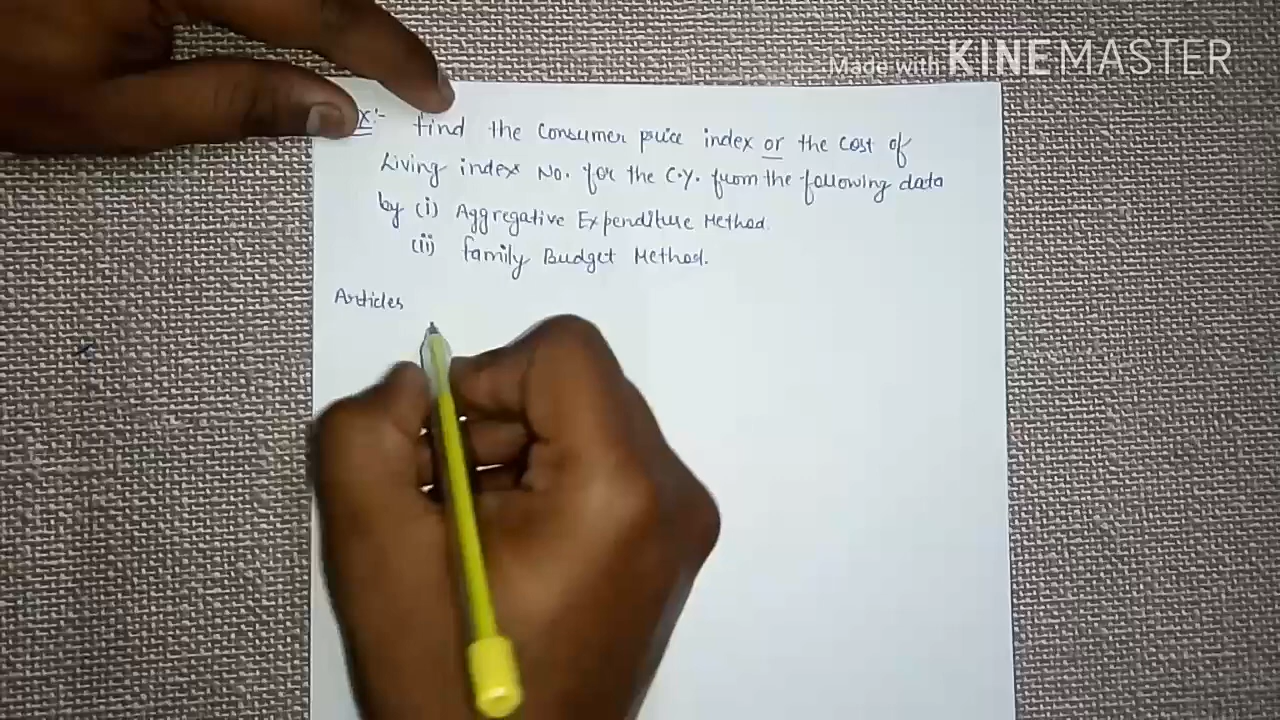 Made with KINEMASTER
Ex:- Find the Consumer price index or the cost of
Living index No. for the C.Y. from the following data
by (i) Aggregative Expenditure Method.
(ii) Family Budget Method.
Articles